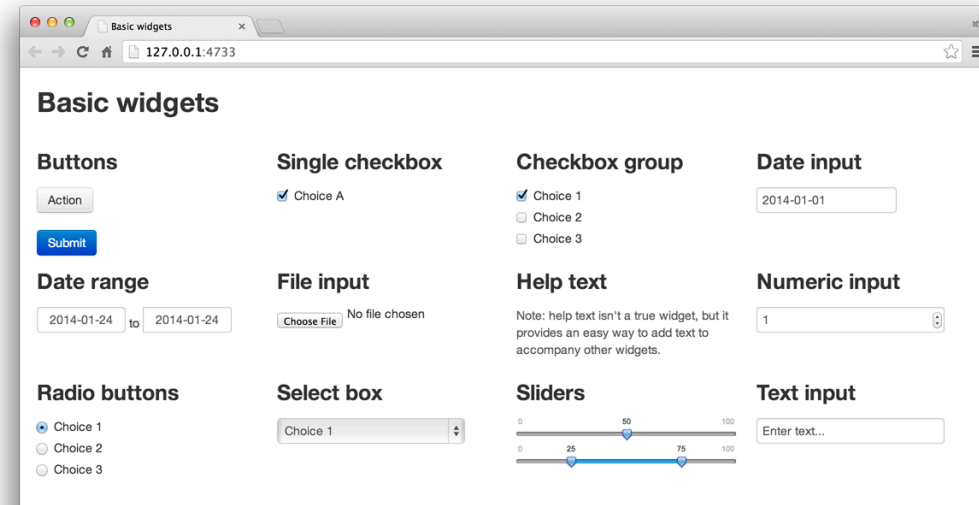 Basic widgets
127.0.0.1:4733
Basic widgets
Buttons
Action
Submit
Single checkbox
Choice A
Checkbox group
Choice 1
Choice 2
Choice 3
Date input
2014-01-01
Date range
2014-01-24 to 2014-01-24
File input
Choose File No file chosen
Help text
Note: help text isn't a true widget, but it
provides an easy way to add text to
accompany other widgets.
Numeric input
1
Radio buttons
Choice 1
Choice 2
Choice 3
Select box
Choice 1
Sliders
0 50 100
0 25 75 100
Text input
Enter text...